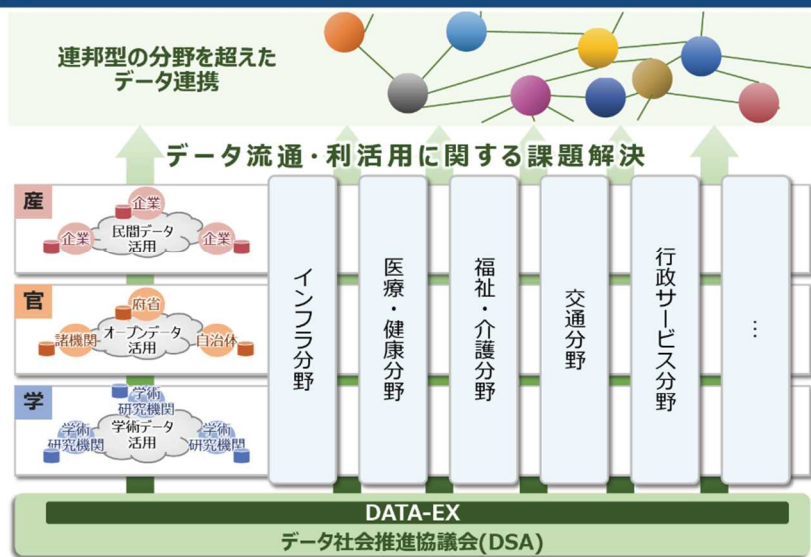 連邦型の分野を超えた
データ連携
データ流通・利活用に関する課題解決
産
企業
企業
民間データ
活用
企業
官
府省
諸機関
オープンデータ
活用
自治体
学
学術
研究機関
学術
研究機関
学術データ
活用
学術
研究機関
インフラ分野
医療・健康分野
福祉・介護分野
交通分野
行政サービス分野
…
DATA-EX
データ社会推進協議会(DSA)